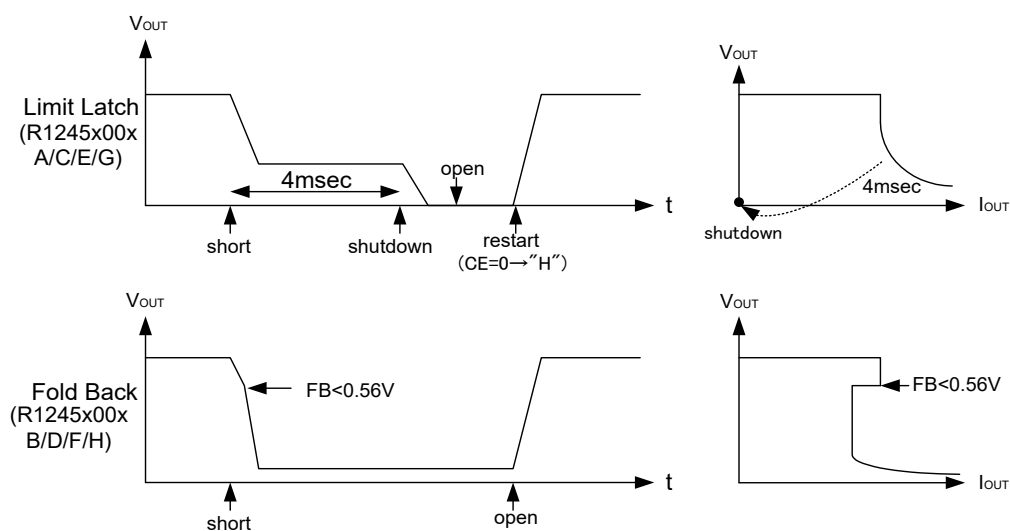 VOUT
Limit Latch
(R1245x00x
A/C/E/G)
4msec
open
t
short
shutdown
restart
(CE=0→"H")
VOUT
4msec
IOUT
shutdown
VOUT
Fold Back
(R1245x00x
B/D/F/H)
FB<0.56V
t
short
open
VOUT
FB<0.56V
IOUT